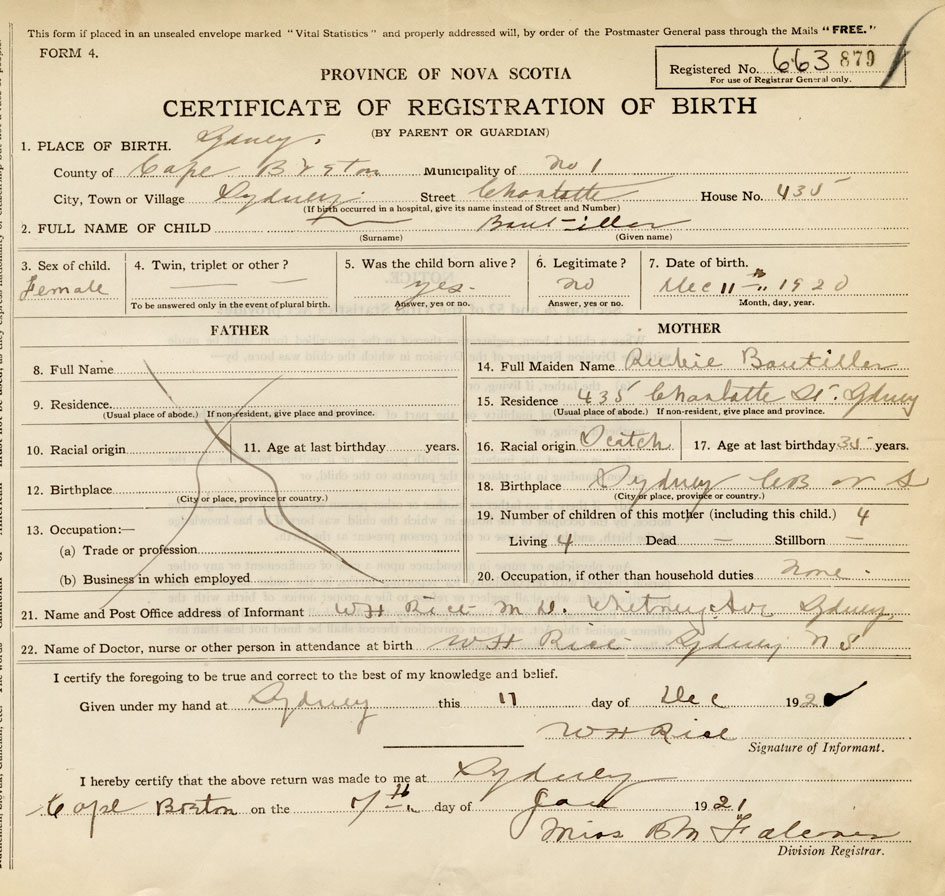 This form if placed in an unsealed envelope marked "Vital Statistics" and properly addressed will, by order of the Postmaster General pass through the Mails "FREE."
FORM 4.
Registered No. 663 879
For use of Registrar General only.
PROVINCE OF NOVA SCOTIA
CERTIFICATE OF REGISTRATION OF BIRTH
(BY PARENT OR GUARDIAN)
1. PLACE OF BIRTH. Sydney.
County of Cape Breton Municipality of No 1
City, Town or Village Sydney Street Charlotte House No. 435
(If birth occurred in a hospital, give its name instead of Street and Number)
2. FULL NAME OF CHILD
(Surname) (Given name)
3. Sex of child. 4. Twin, triplet or other? 5. Was the child born alive? 6. Legitimate? 7. Date of birth.
Female — — yes. no Dec 11th 1920
To be answered only in the event of plural birth. Answer, yes or no. Answer, yes or no. Month, day, year.
FATHER
8. Full Name
9. Residence.
(Usual place of abode.) If non-resident, give place and province.
10. Racial origin 11. Age at last birthday years.
12. Birthplace
(City or place, province or country.)
13. Occupation:—
(a) Trade or profession
(b) Business in which employed
MOTHER
14. Full Maiden Name
15. Residence 435 Charlotte St. Sydney
(Usual place of abode.) If non-resident, give place and province.
16. Racial origin Scotch 17. Age at last birthday 35 years.
18. Birthplace Sydney CB N S
(City or place, province or country.)
19. Number of children of this mother (including this child.) 4
Living 4 Dead — Stillborn —
20. Occupation, if other than household duties None.
21. Name and Post Office address of Informant W H Rice M D. Whitney Ave Sydney,
22. Name of Doctor, nurse or other person in attendance at birth W H Rice Sydney N S
I certify the foregoing to be true and correct to the best of my knowledge and belief.
Given under my hand at Sydney this 11 day of Dec 192
W H Rice
Signature of Informant.
I hereby certify that the above return was made to me at Sydney
Cape Breton on the 7th day of Jan 1921
Miss B M Falconer
Division Registrar.